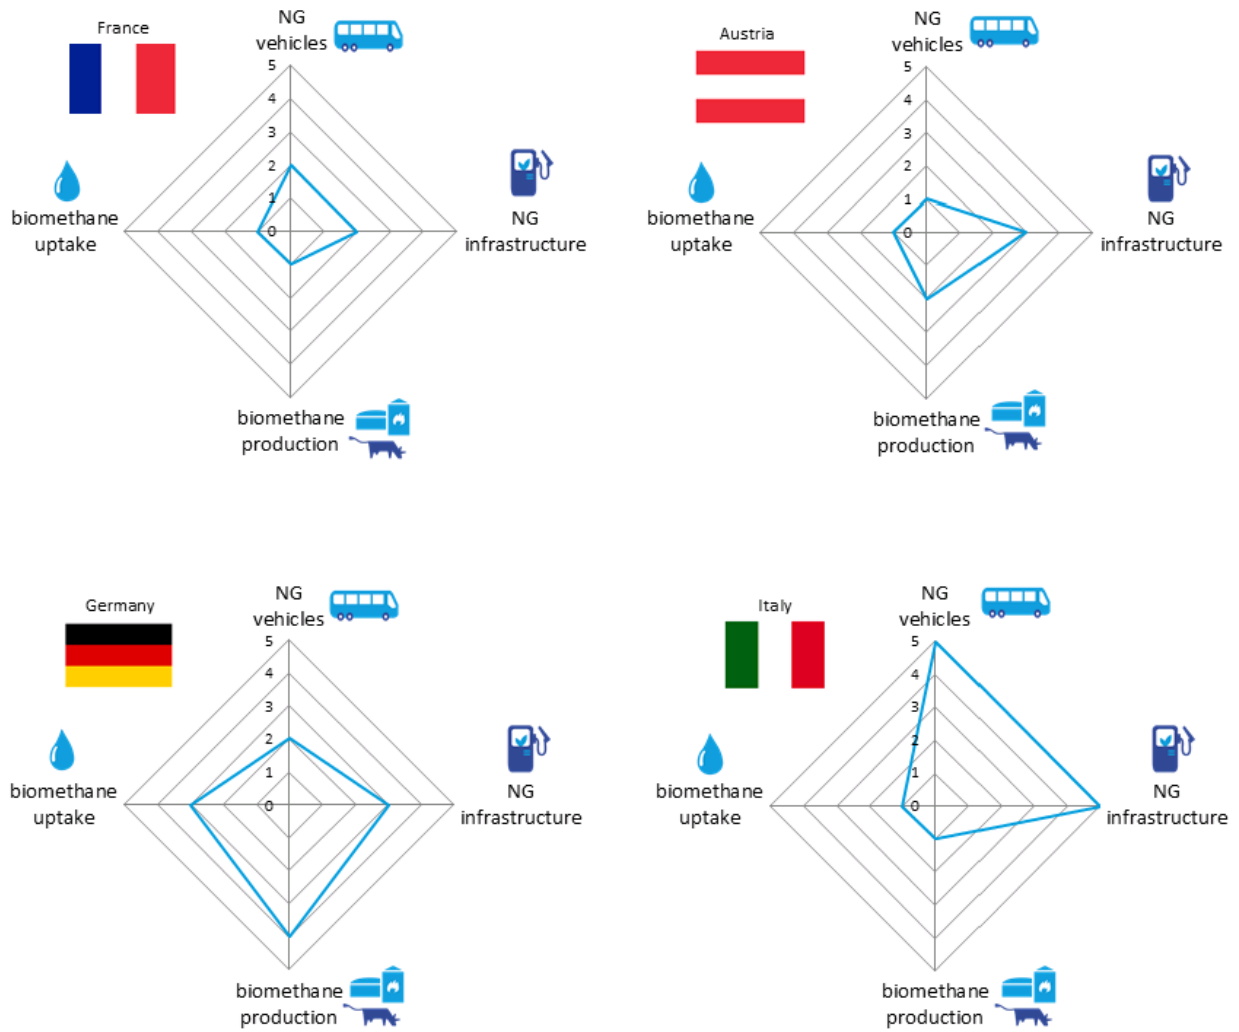 France
NG
vehicles
5
4
3
2
1
0
biomethane
uptake
NG
infrastructure
biomethane
production
Austria
NG
vehicles
5
4
3
2
1
0
biomethane
uptake
NG
infrastructure
biomethane
production
Germany
NG
vehicles
5
4
3
2
1
0
biomethane
uptake
NG
infrastructure
biomethane
production
Italy
NG
vehicles
5
4
3
2
1
0
biomethane
uptake
NG
infrastructure
biomethane
production